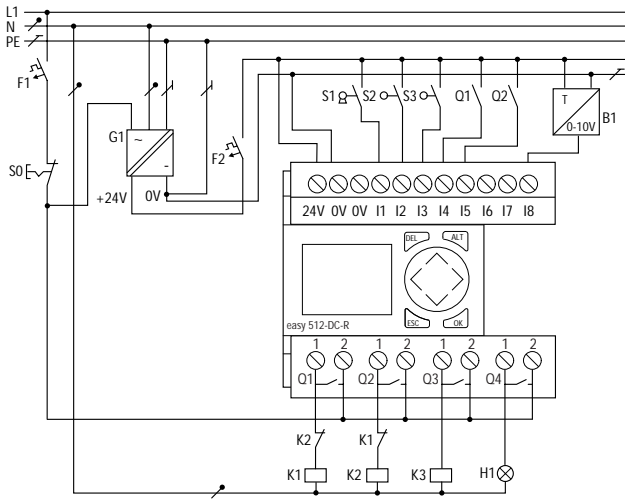 L1
N
PE
F1
G1
~
-
F2
S1 S2 S3 Q1 Q2
T
0-10V
B1
S0
+24V 0V
24V 0V 0V I1 I2 I3 I4 I5 I6 I7 I8
DEL ALT
ESC OK
easy 512-DC-R
1 2 1 2 1 2 1 2
Q1 Q2 Q3 Q4
K2 K1
K1 K2 K3 H1